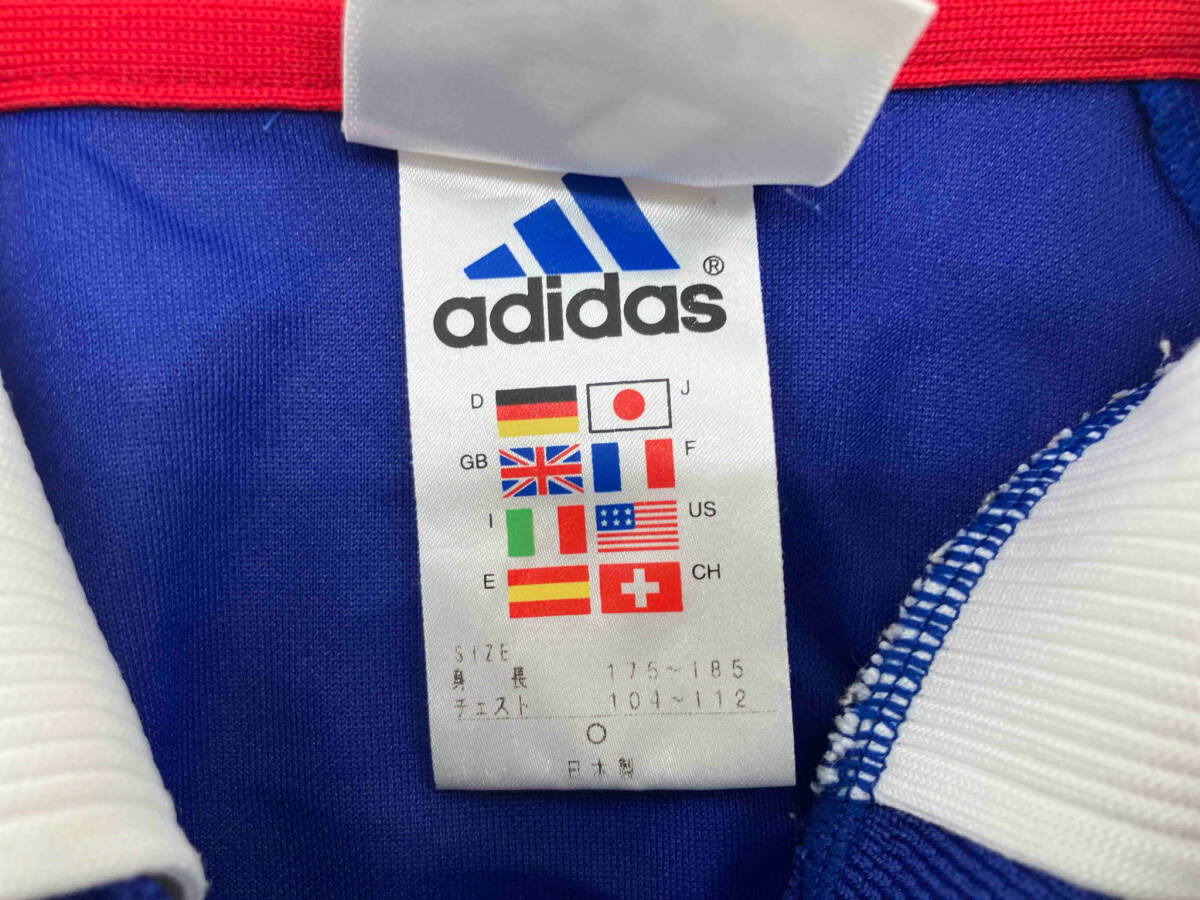 adidas®
D J
GB F
I US
E CH
SIZE
身 長 175~185
チェスト 104~112
○
日本製